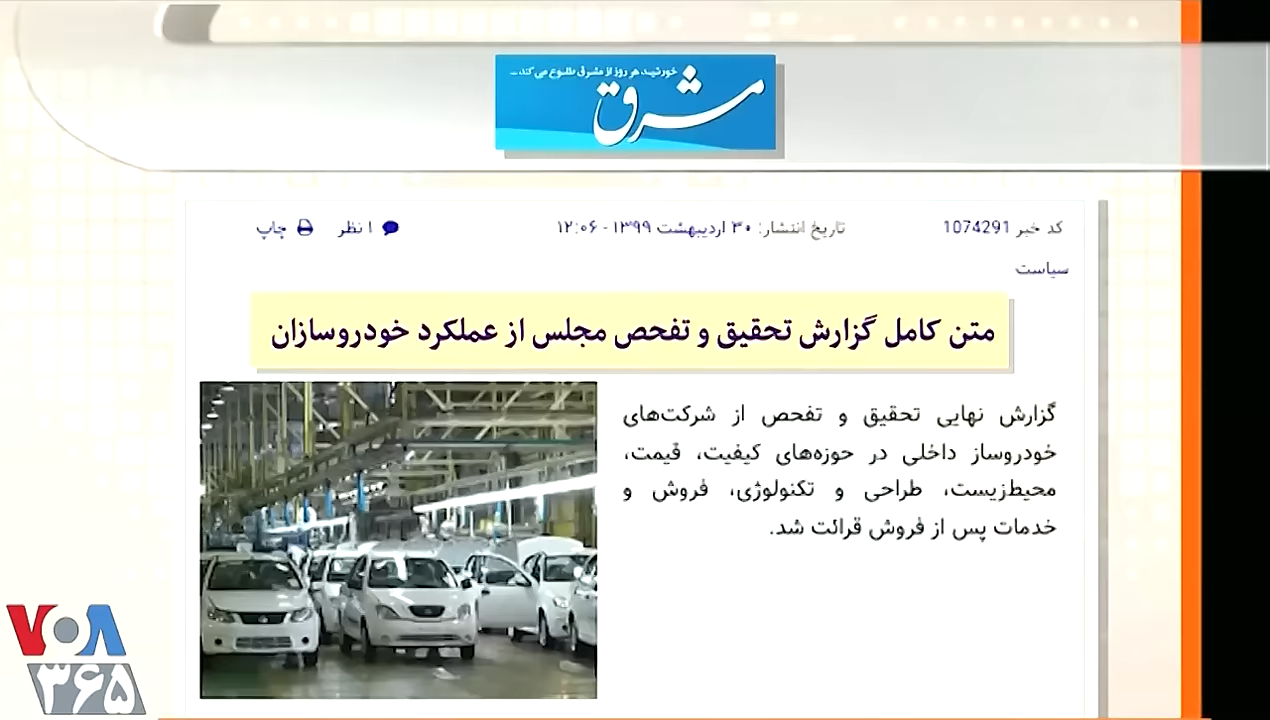 خورشید هر روز از مشرق طلوع می‌کند...
مشرق
کد خبر 1074291
تاریخ انتشار: ۳۰ اردیبهشت ۱۳۹۹ - ۱۲:۰۶
۱ نظر
چاپ
سیاست
متن کامل گزارش تحقیق و تفحص مجلس از عملکرد خودروسازان
گزارش نهایی تحقیق و تفحص از شرکت‌های
خودروساز داخلی در حوزه‌های کیفیت، قیمت،
محیط‌زیست، طراحی و تکنولوژی، فروش و
خدمات پس از فروش قرائت شد.
VOA
۳۶۵